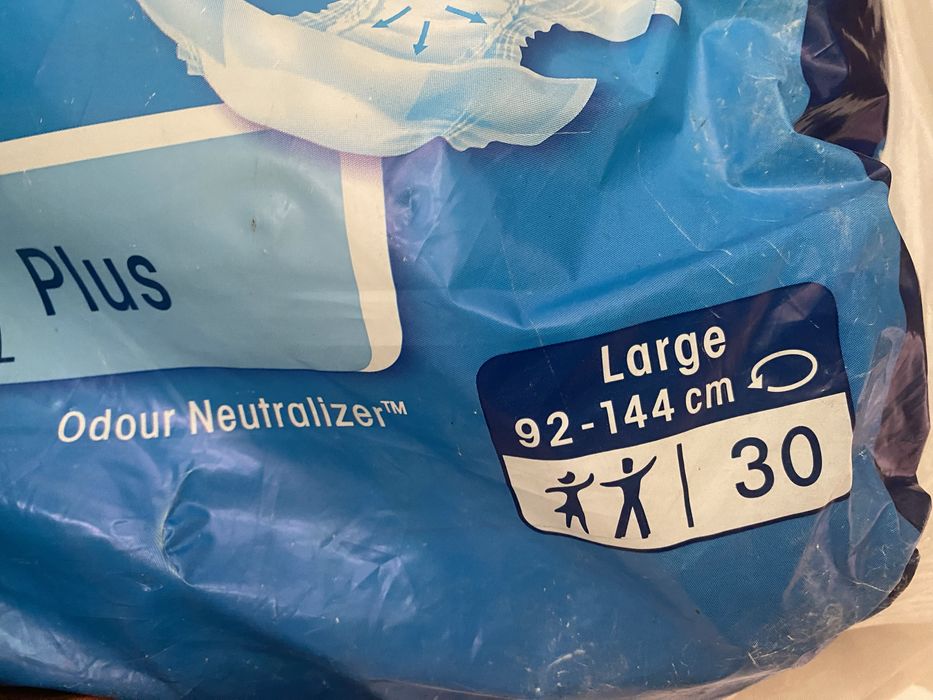 Plus
Odour Neutralizer™
Large
92-144 cm
30